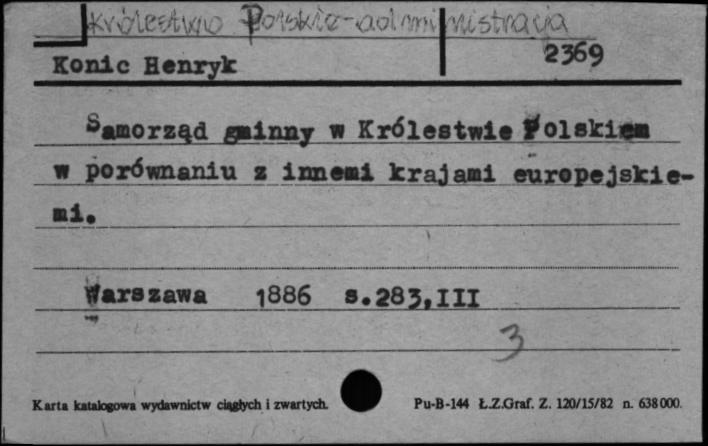 Królestwo Polskie-administracja
Konic Henryk 2369
Samorząd gminny w Królestwie Polskiem
w porównaniu z innemi krajami europejskie-
mi.
Warszawa 1886 s.283,III
3
Karta katalogowa wydawnictw ciągłych i zwartych. Pu-B-144 Ł.Z.Graf. Z. 120/15/82 n. 638000.